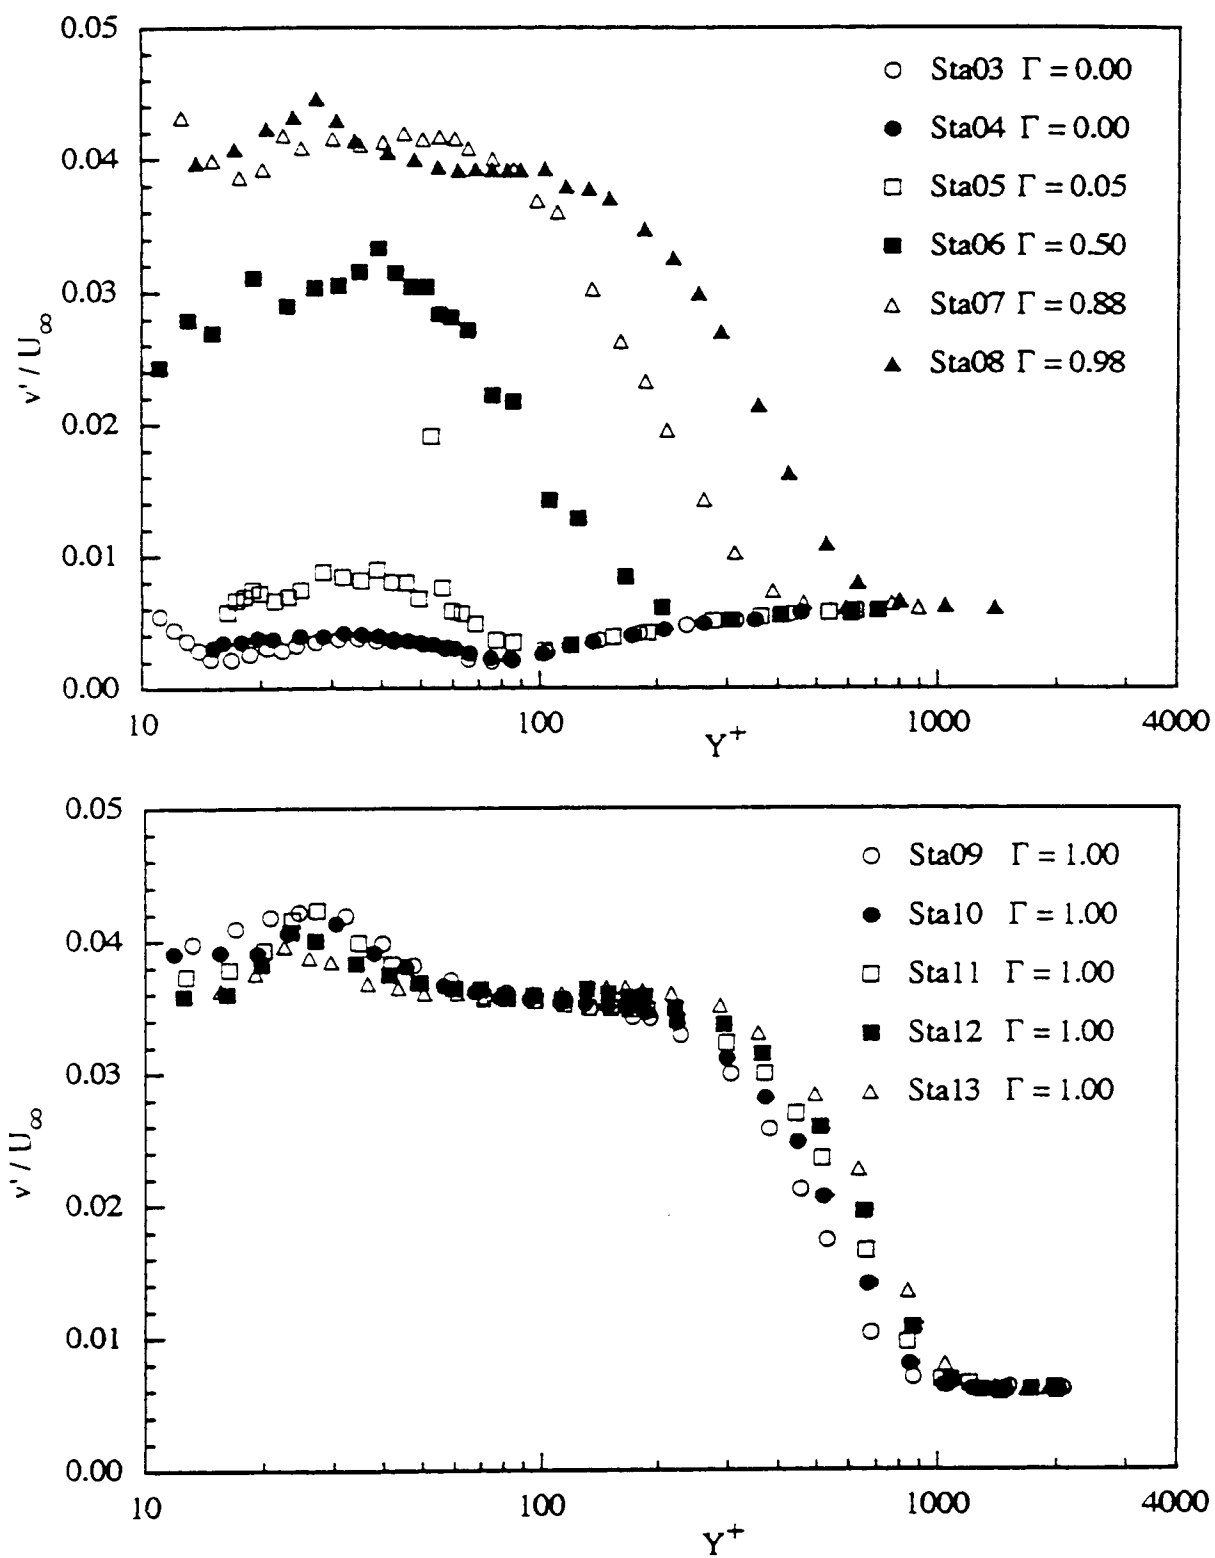 0.05
0.04
0.03
0.02
0.01
0.00
v' / U∞
10
100
1000
4000
Y+
Sta03 Γ = 0.00
Sta04 Γ = 0.00
Sta05 Γ = 0.05
Sta06 Γ = 0.50
Sta07 Γ = 0.88
Sta08 Γ = 0.98
0.05
0.04
0.03
0.02
0.01
0.00
v' / U∞
10
100
1000
4000
Y+
Sta09 Γ = 1.00
Sta10 Γ = 1.00
Sta11 Γ = 1.00
Sta12 Γ = 1.00
Sta13 Γ = 1.00